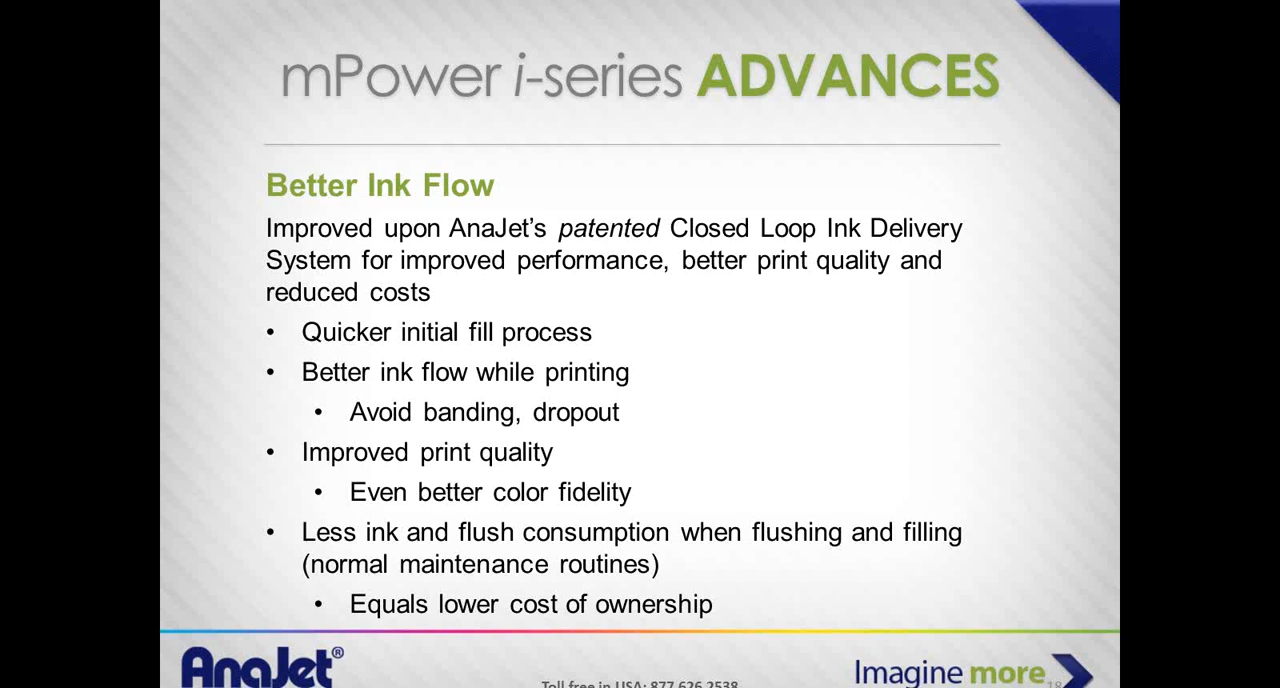 mPower i-series ADVANCES
Better Ink Flow
Improved upon AnaJet’s patented Closed Loop Ink Delivery
System for improved performance, better print quality and
reduced costs
• Quicker initial fill process
• Better ink flow while printing
• Avoid banding, dropout
• Improved print quality
• Even better color fidelity
• Less ink and flush consumption when flushing and filling
(normal maintenance routines)
• Equals lower cost of ownership
AnaJet®
Toll free in USA: 877.626.2538
Imagine more
18